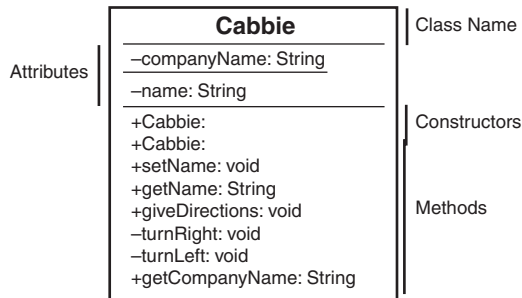 Cabbie
Class Name
Attributes
–companyName: String
–name: String
+Cabbie:
+Cabbie:
Constructors
+setName: void
+getName: String
+giveDirections: void
Methods
–turnRight: void
–turnLeft: void
+getCompanyName: String